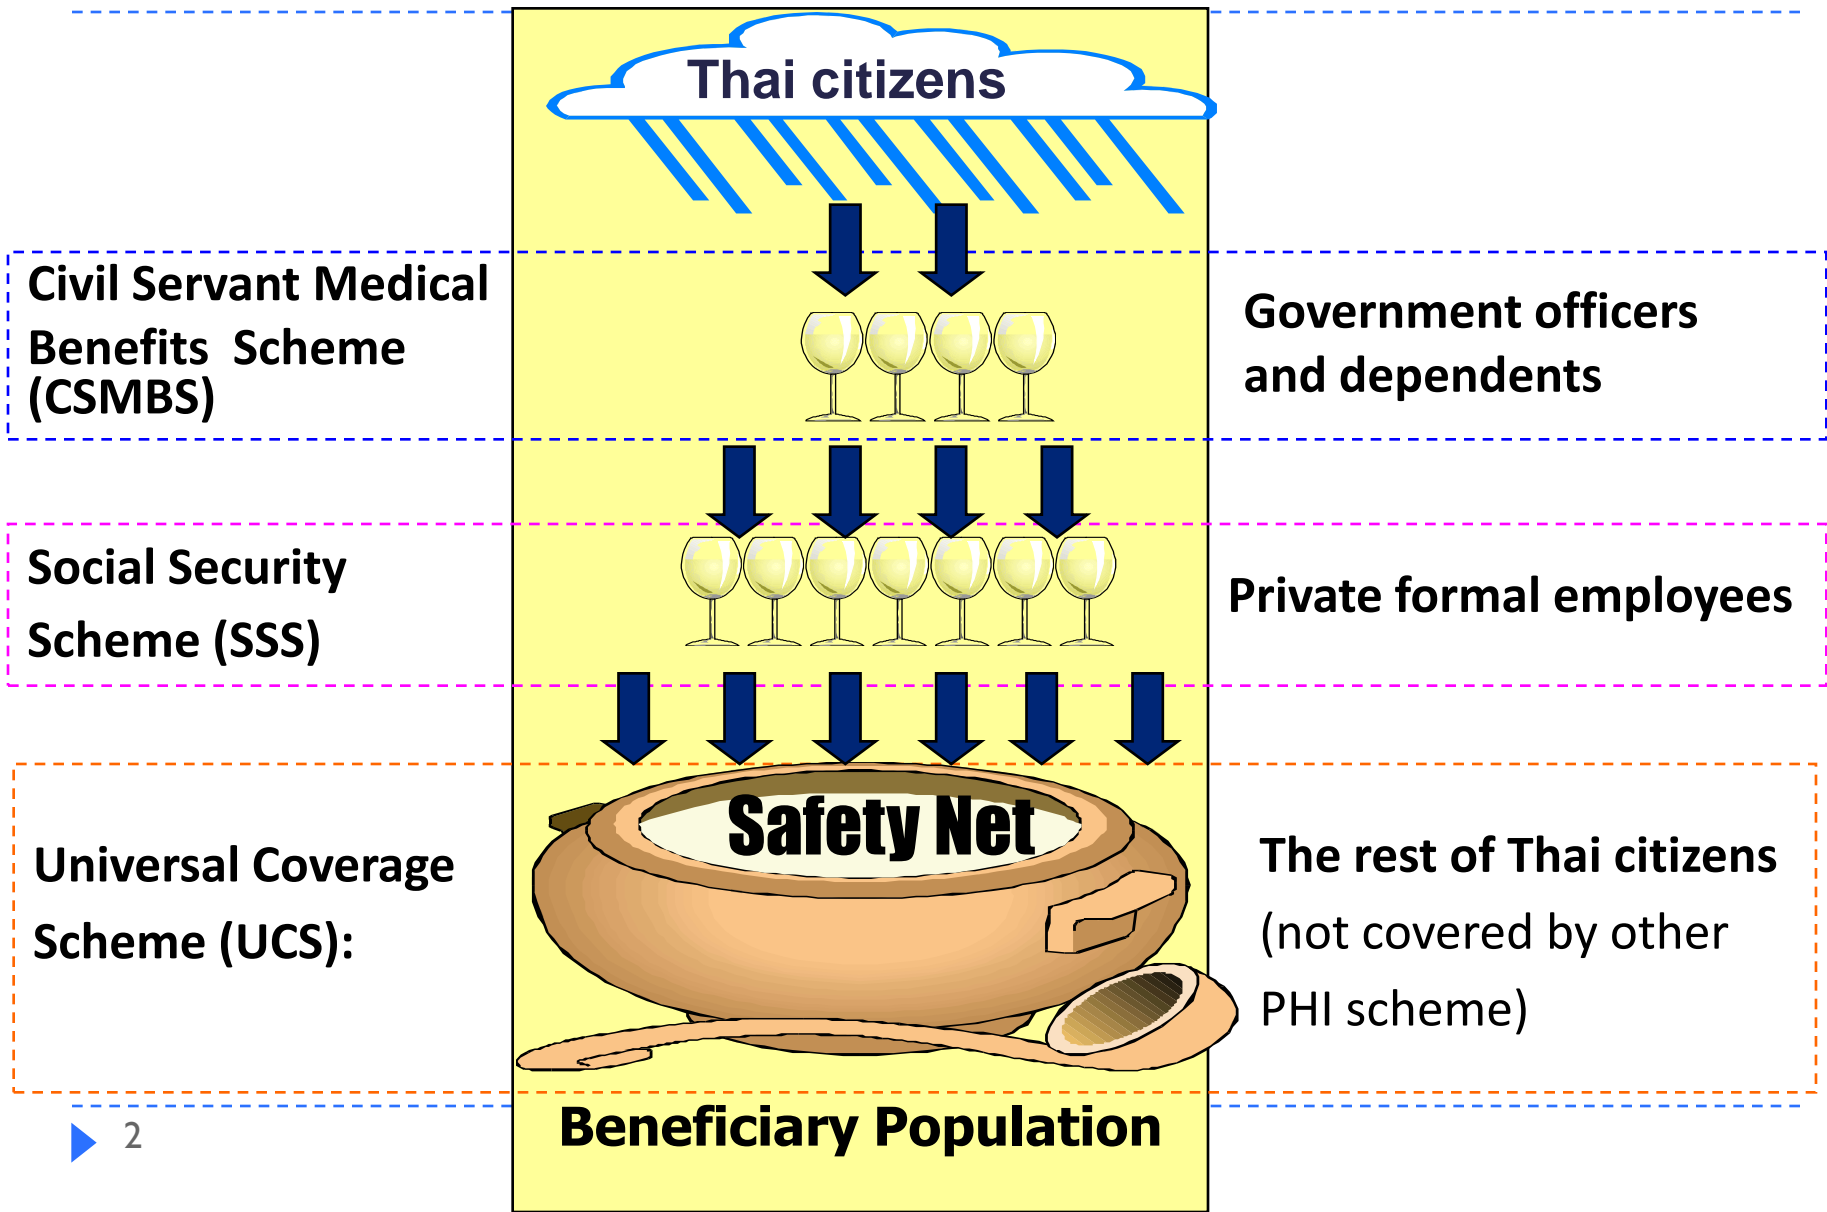 Thai citizens
Civil Servant Medical
Benefits Scheme
(CSMBS)
Government officers
and dependents
Social Security
Scheme (SSS)
Private formal employees
Safety Net
Universal Coverage
Scheme (UCS):
The rest of Thai citizens
(not covered by other
PHI scheme)
Beneficiary Population
2